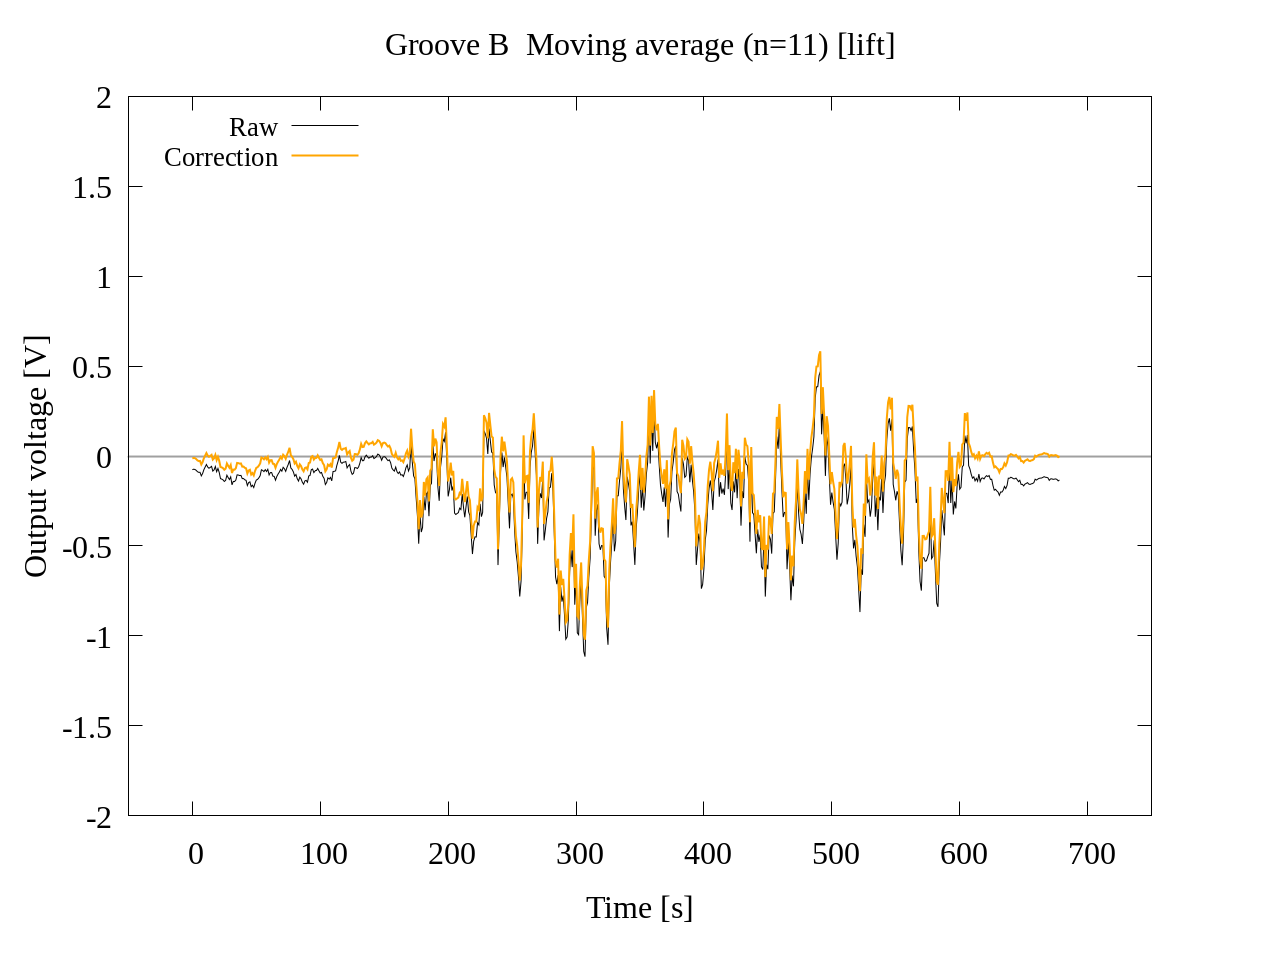 Groove B  Moving average (n=11) [lift]
Raw
Correction
2
1.5
1
0.5
0
-0.5
-1
-1.5
-2
Output voltage [V]
0 100 200 300 400 500 600 700
Time [s]